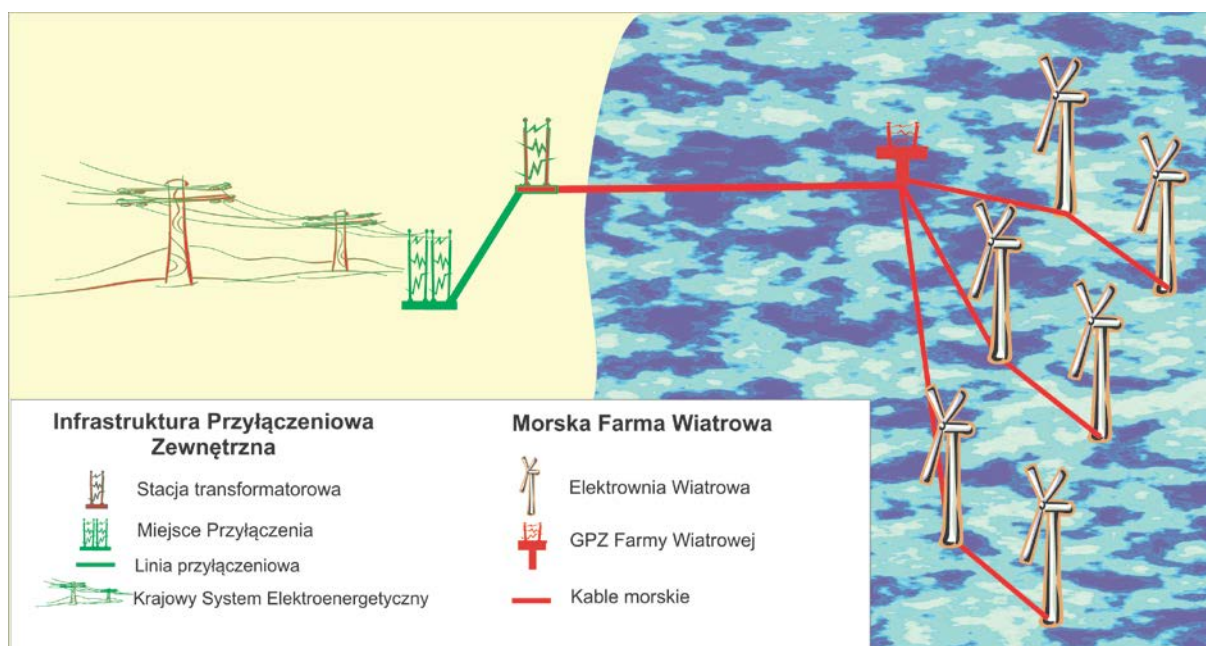 Infrastruktura Przyłączeniowa
Zewnętrzna
Stacja transformatorowa
Miejsce Przyłączenia
Linia przyłączeniowa
Krajowy System Elektroenergetyczny
Morska Farma Wiatrowa
Elektrownia Wiatrowa
GPZ Farmy Wiatrowej
Kable morskie